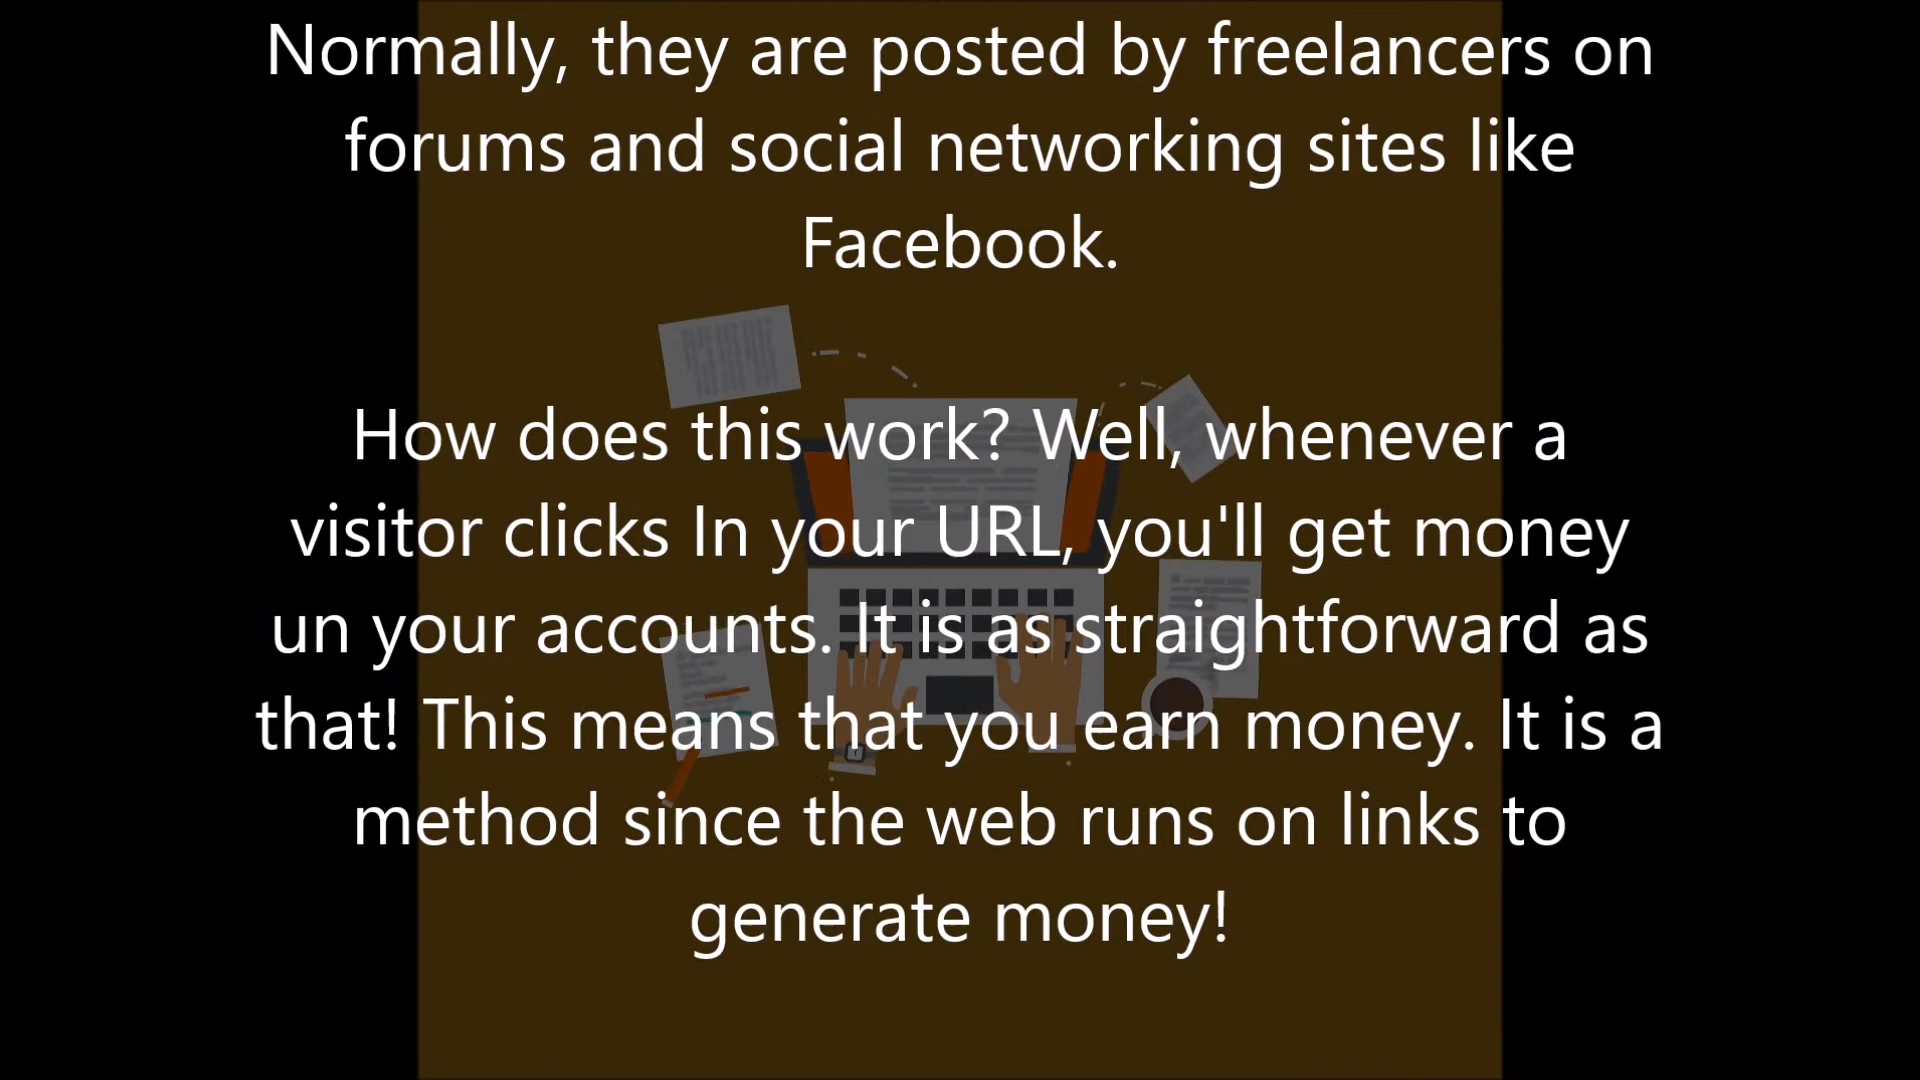 Normally, they are posted by freelancers on
forums and social networking sites like
Facebook.
How does this work? Well, whenever a
visitor clicks In your URL, you'll get money
un your accounts. It is as straightforward as
that! This means that you earn money. It is a
method since the web runs on links to
generate money!